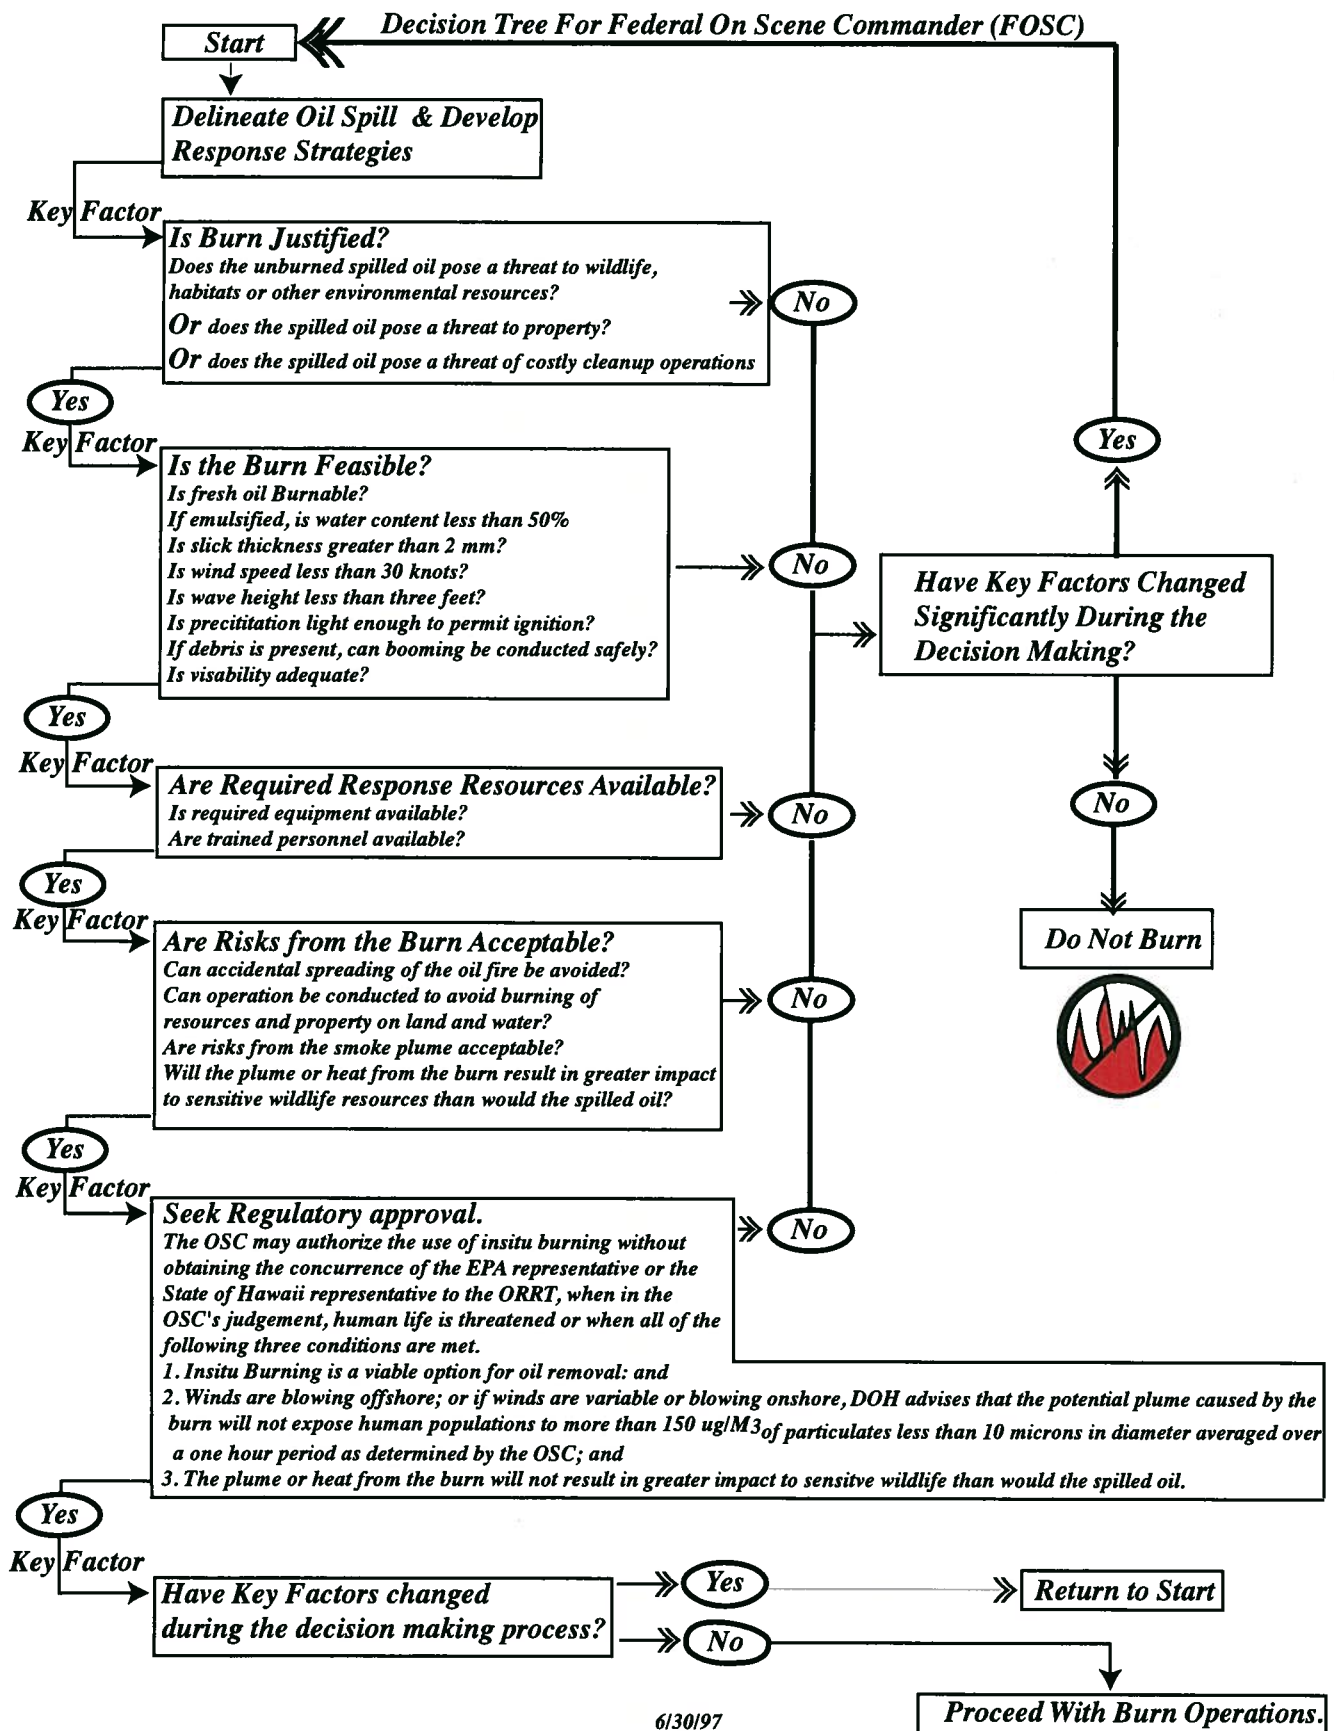 Decision Tree For Federal On Scene Commander (FOSC)
Start
Delineate Oil Spill & Develop
Response Strategies
Key Factor
Is Burn Justified?
Does the unburned spilled oil pose a threat to wildlife,
habitats or other environmental resources?
Or does the spilled oil pose a threat to property?
Or does the spilled oil pose a threat of costly cleanup operations
No
Yes
Key Factor
Is the Burn Feasible?
Is fresh oil Burnable?
If emulsified, is water content less than 50%
Is slick thickness greater than 2 mm?
Is wind speed less than 30 knots?
Is wave height less than three feet?
Is precititation light enough to permit ignition?
If debris is present, can booming be conducted safely?
Is visability adequate?
No
Yes
Have Key Factors Changed
Significantly During the
Decision Making?
No
Do Not Burn
Yes
Key Factor
Are Required Response Resources Available?
Is required equipment available?
Are trained personnel available?
No
Yes
Key Factor
Are Risks from the Burn Acceptable?
Can accidental spreading of the oil fire be avoided?
Can operation be conducted to avoid burning of
resources and property on land and water?
Are risks from the smoke plume acceptable?
Will the plume or heat from the burn result in greater impact
to sensitive wildlife resources than would the spilled oil?
No
Yes
Key Factor
Seek Regulatory approval.
The OSC may authorize the use of insitu burning without
obtaining the concurrence of the EPA representative or the
State of Hawaii representative to the ORRT, when in the
OSC's judgement, human life is threatened or when all of the
following three conditions are met.
1. Insitu Burning is a viable option for oil removal: and
2. Winds are blowing offshore; or if winds are variable or blowing onshore, DOH advises that the potential plume caused by the
burn will not expose human populations to more than 150 ug/M3 of particulates less than 10 microns in diameter averaged over
a one hour period as determined by the OSC; and
3. The plume or heat from the burn will not result in greater impact to sensitve wildlife than would the spilled oil.
No
Yes
Key Factor
Have Key Factors changed
during the decision making process?
Yes
Return to Start
No
Proceed With Burn Operations.
6/30/97